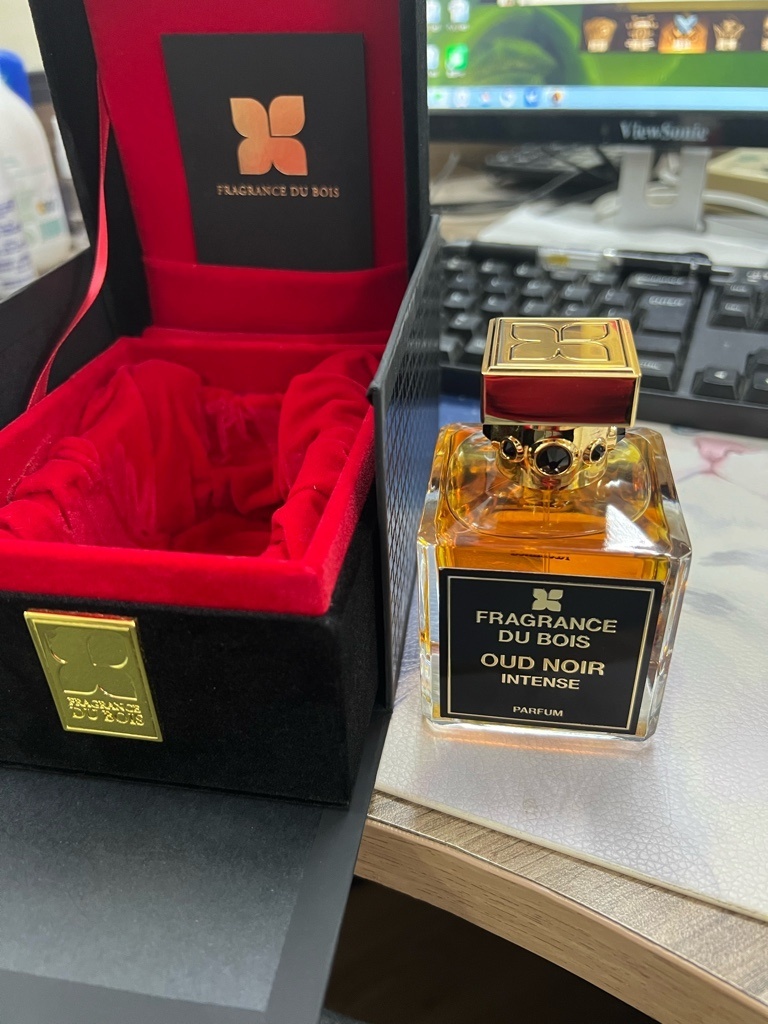 FRAGRANCE DU BOIS
ViewSonic
FRAGRANCE
DU BOIS
FRAGRANCE
DU BOIS
OUD NOIR
INTENSE
PARFUM